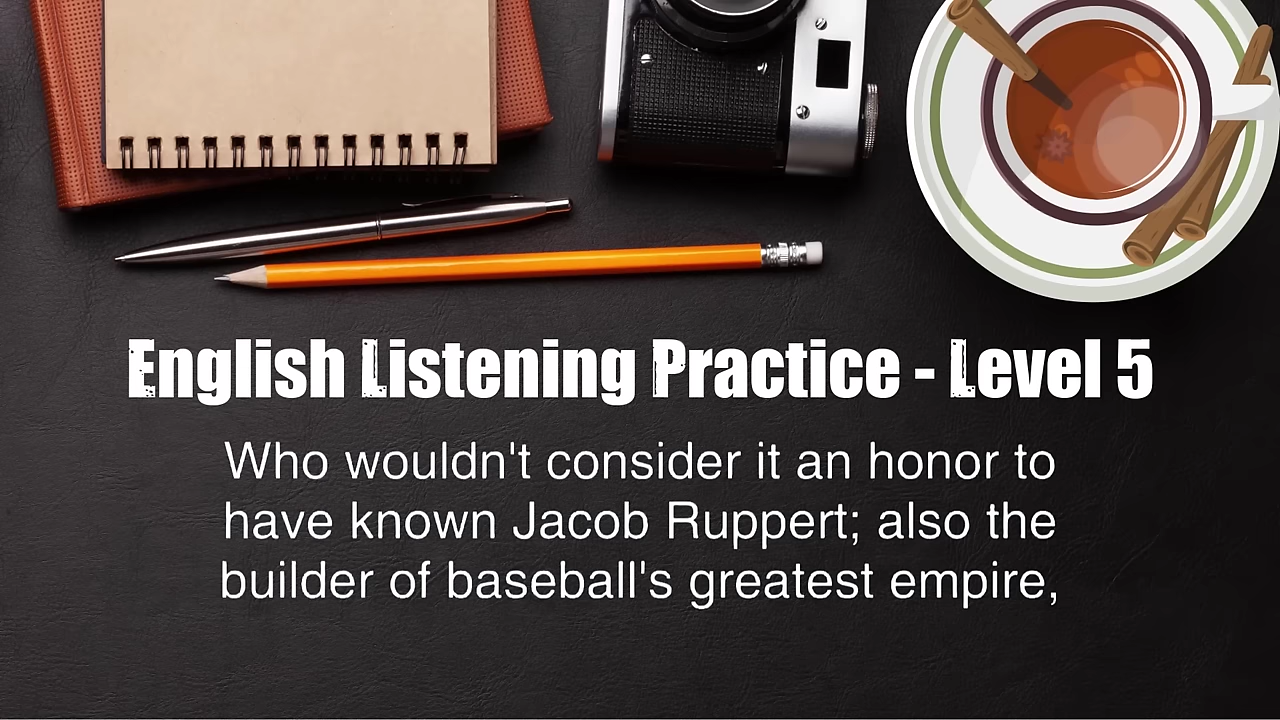 English Listening Practice - Level 5
Who wouldn't consider it an honor to
have known Jacob Ruppert; also the
builder of baseball's greatest empire,